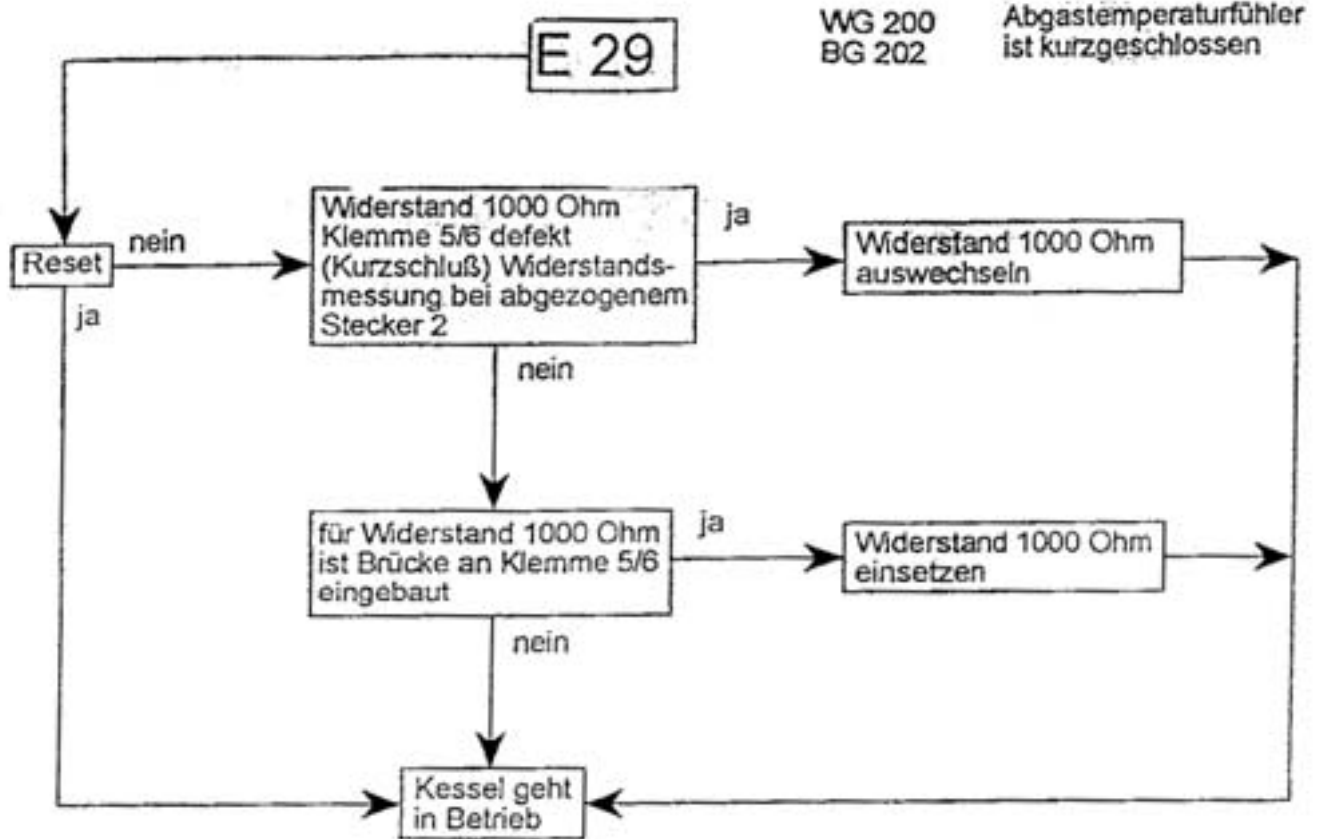 E 29
WG 200
BG 202
Abgastemperaturfühler
ist kurzgeschlossen
Reset
nein
ja
Widerstand 1000 Ohm
Klemme 5/6 defekt
(Kurzschluß) Widerstands-
messung bei abgezogenem
Stecker 2
ja
Widerstand 1000 Ohm
auswechseln
nein
für Widerstand 1000 Ohm
ist Brücke an Klemme 5/6
eingebaut
ja
Widerstand 1000 Ohm
einsetzen
nein
Kessel geht
in Betrieb